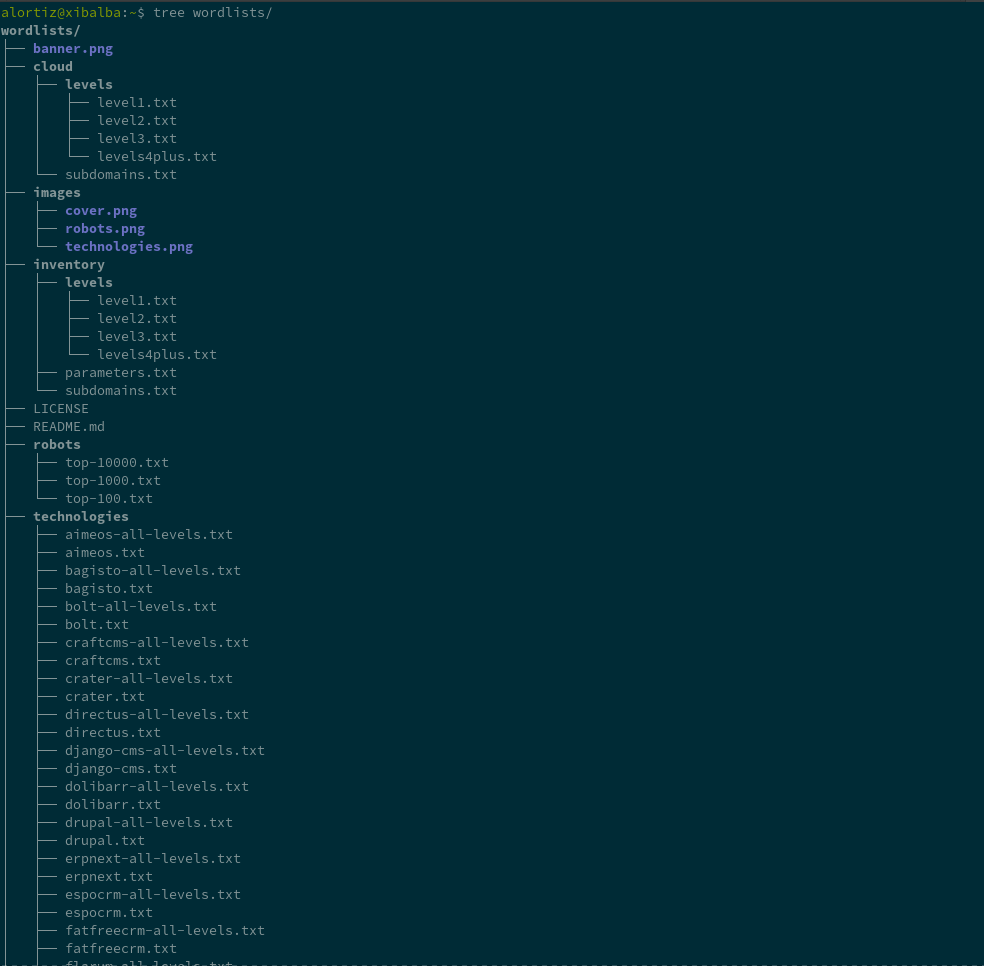 alortiz@xibalba:~$ tree wordlists/
wordlists/
├── banner.png
├── cloud
│   ├── levels
│   │   ├── level1.txt
│   │   ├── level2.txt
│   │   ├── level3.txt
│   │   └── levels4plus.txt
│   └── subdomains.txt
├── images
│   ├── cover.png
│   ├── robots.png
│   └── technologies.png
├── inventory
│   ├── levels
│   │   ├── level1.txt
│   │   ├── level2.txt
│   │   ├── level3.txt
│   │   └── levels4plus.txt
│   ├── parameters.txt
│   └── subdomains.txt
├── LICENSE
├── README.md
├── robots
│   ├── top-10000.txt
│   ├── top-1000.txt
│   └── top-100.txt
├── technologies
│   ├── aimeos-all-levels.txt
│   ├── aimeos.txt
│   ├── bagisto-all-levels.txt
│   ├── bagisto.txt
│   ├── bolt-all-levels.txt
│   ├── bolt.txt
│   ├── craftcms-all-levels.txt
│   ├── craftcms.txt
│   ├── crater-all-levels.txt
│   ├── crater.txt
│   ├── directus-all-levels.txt
│   ├── directus.txt
│   ├── django-cms-all-levels.txt
│   ├── django-cms.txt
│   ├── dolibarr-all-levels.txt
│   ├── dolibarr.txt
│   ├── drupal-all-levels.txt
│   ├── drupal.txt
│   ├── erpnext-all-levels.txt
│   ├── erpnext.txt
│   ├── espocrm-all-levels.txt
│   ├── espocrm.txt
│   ├── fatfreecrm-all-levels.txt
│   ├── fatfreecrm.txt